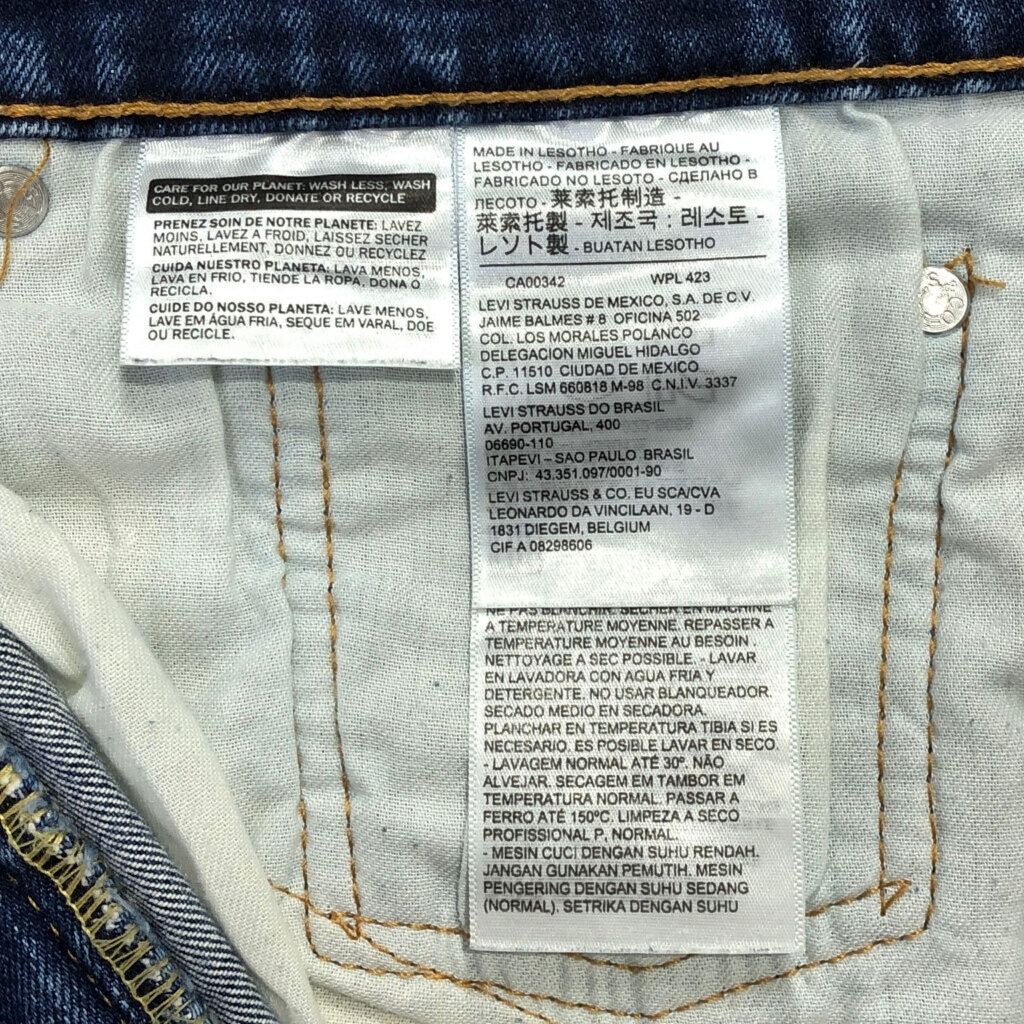 CARE FOR OUR PLANET: WASH LESS, WASH
COLD, LINE DRY, DONATE OR RECYCLE
PRENEZ SOIN DE NOTRE PLANETE: LAVEZ
MOINS, LAVEZ A FROID, LAISSEZ SECHER
NATURELLEMENT, DONNEZ OU RECYCLEZ
CUIDA NUESTRO PLANETA: LAVA MENOS,
LAVA EN FRIO, TIENDE LA ROPA, DONA O
RECICLA.
CUIDE DO NOSSO PLANETA: LAVE MENOS,
LAVE EM ÁGUA FRIA, SEQUE EM VARAL, DOE
OU RECICLE.
MADE IN LESOTHO - FABRIQUE AU
LESOTHO - FABRICADO EN LESOTHO -
FABRICADO NO LESOTO - СДЕЛАНО В
ЛЕСОТО - 莱索托制造 -
萊索托製 - 제조국 : 레소토 -
レソト製 - BUATAN LESOTHO
CA00342 WPL 423
LEVI STRAUSS DE MEXICO, S.A. DE C.V.
JAIME BALMES # 8 OFICINA 502
COL. LOS MORALES POLANCO
DELEGACION MIGUEL HIDALGO
C.P. 11510 CIUDAD DE MEXICO
R.F.C. LSM 660818 M-98 C.N.I.V. 3337
LEVI STRAUSS DO BRASIL
AV. PORTUGAL, 400
06690-110
ITAPEVI – SAO PAULO BRASIL
CNPJ: 43.351.097/0001-90
LEVI STRAUSS & CO. EU SCA/CVA
LEONARDO DA VINCILAAN, 19 - D
1831 DIEGEM, BELGIUM
CIF A 08298606
NE PAS BLANCHIR. SECHER EN MACHINE
A TEMPERATURE MOYENNE. REPASSER A
TEMPERATURE MOYENNE AU BESOIN.
NETTOYAGE A SEC POSSIBLE. - LAVAR
EN LAVADORA CON AGUA FRIA Y
DETERGENTE. NO USAR BLANQUEADOR.
SECADO MEDIO EN SECADORA.
PLANCHAR EN TEMPERATURA TIBIA SI ES
NECESARIO. ES POSIBLE LAVAR EN SECO.
- LAVAGEM NORMAL ATÉ 30º. NÃO
ALVEJAR. SECAGEM EM TAMBOR EM
TEMPERATURA NORMAL. PASSAR A
FERRO ATÉ 150ºC. LIMPEZA A SECO
PROFISSIONAL P, NORMAL.
- MESIN CUCI DENGAN SUHU RENDAH.
JANGAN GUNAKAN PEMUTIH. MESIN
PENGERING DENGAN SUHU SEDANG
(NORMAL). SETRIKA DENGAN SUHU